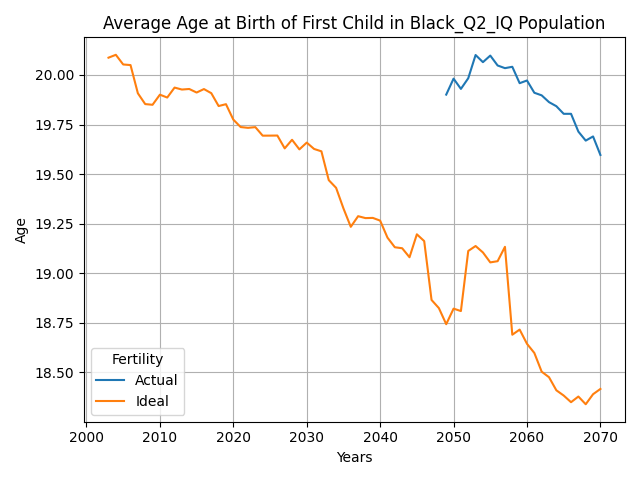 Average Age at Birth of First Child in Black_Q2_IQ Population
Age
20.00
19.75
19.50
19.25
19.00
18.75
18.50
Fertility
Actual
Ideal
2000 2010 2020 2030 2040 2050 2060 2070
Years